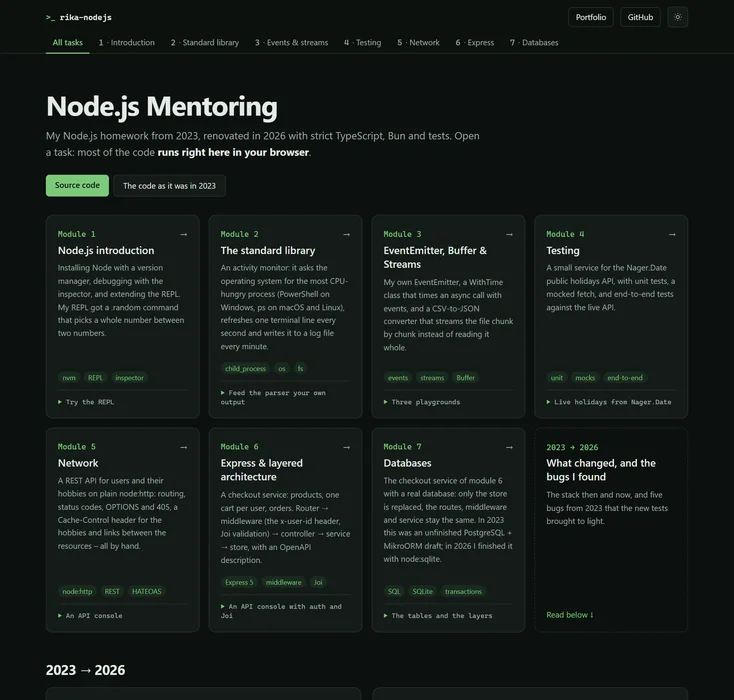 >_ rika-nodejs
Portfolio
GitHub
All tasks
1 · Introduction
2 · Standard library
3 · Events & streams
4 · Testing
5 · Network
6 · Express
7 · Databases
Node.js Mentoring
My Node.js homework from 2023, renovated in 2026 with strict TypeScript, Bun and tests. Open
a task: most of the code runs right here in your browser.
Source code
The code as it was in 2023
Module 1 →
Node.js introduction
Installing Node with a version
manager, debugging with the
inspector, and extending the REPL.
My REPL got a .random command
that picks a whole number between
two numbers.
nvm
REPL
inspector
▸ Try the REPL
Module 2 →
The standard library
An activity monitor: it asks the
operating system for the most CPU-
hungry process (PowerShell on
Windows, ps on macOS and Linux),
refreshes one terminal line every
second and writes it to a log file
every minute.
child_process
os
fs
▸ Feed the parser your own
output
Module 3 →
EventEmitter, Buffer &
Streams
My own EventEmitter, a WithTime
class that times an async call with
events, and a CSV-to-JSON
converter that streams the file chunk
by chunk instead of reading it
whole.
events
streams
Buffer
▸ Three playgrounds
Module 4 →
Testing
A small service for the Nager.Date
public holidays API, with unit tests, a
mocked fetch, and end-to-end tests
against the live API.
unit
mocks
end-to-end
▸ Live holidays from Nager.Date
Module 5 →
Network
A REST API for users and their
hobbies on plain node:http: routing,
status codes, OPTIONS and 405, a
Cache-Control header for the
hobbies and links between the
resources – all by hand.
node:http
REST
HATEOAS
▸ An API console
Module 6 →
Express & layered
architecture
A checkout service: products, one
cart per user, orders. Router →
middleware (the x-user-id header,
Joi validation) → controller → service
→ store, with an OpenAPI
description.
Express 5
middleware
Joi
▸ An API console with auth and
Joi
Module 7 →
Databases
The checkout service of module 6
with a real database: only the store
is replaced, the routes, middleware
and service stay the same. In 2023
this was an unfinished PostgreSQL +
MikroORM draft; in 2026 I finished it
with node:sqlite.
SQL
SQLite
transactions
▸ The tables and the layers
2023 → 2026
What changed, and the
bugs I found
The stack then and now, and five
bugs from 2023 that the new tests
brought to light.
Read below ↓
2023 → 2026